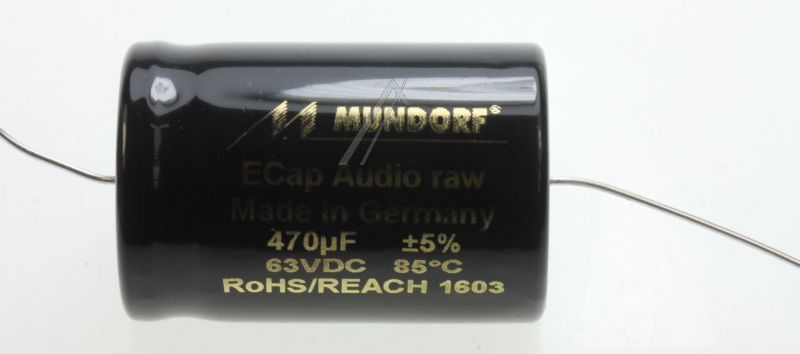 MUNDORF®
ECap Audio raw
Made in Germany
470µF ±5%
63VDC 85°C
RoHS/REACH 1603